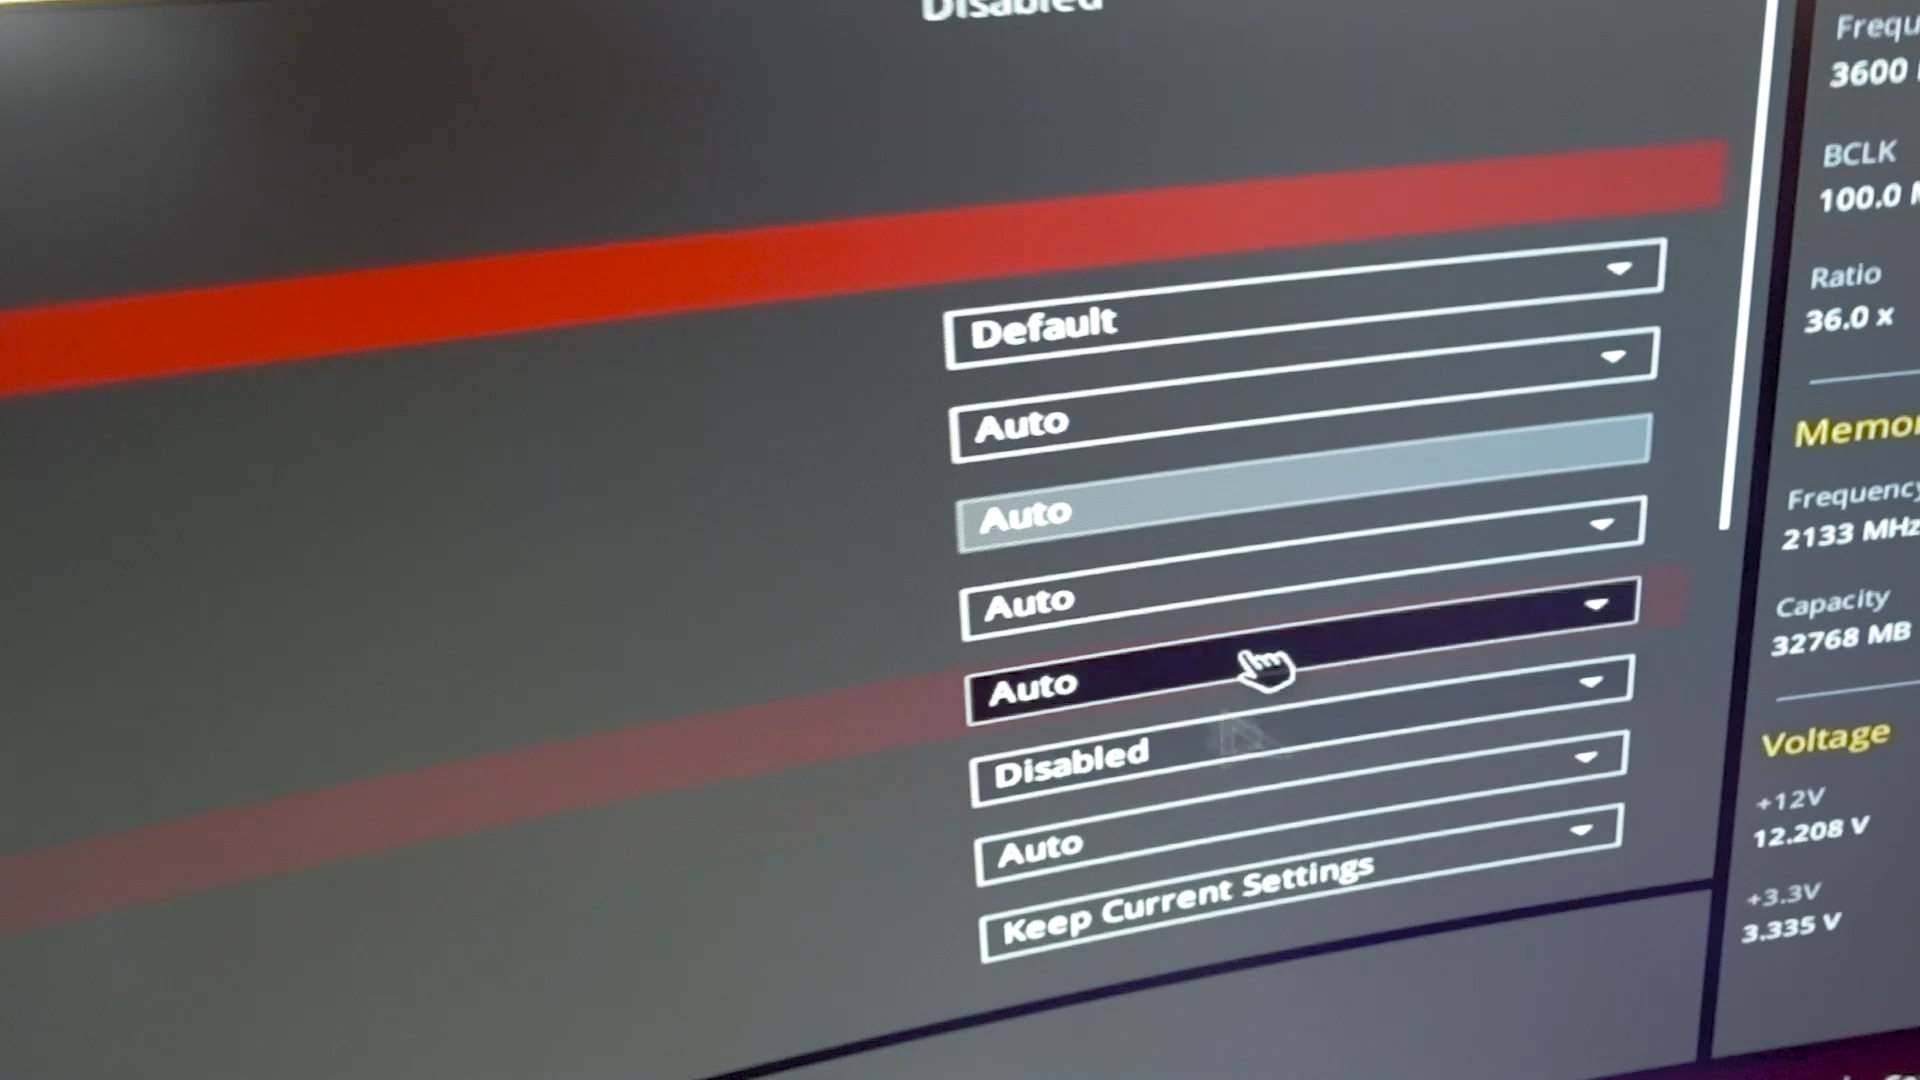 Disabled
Default
Auto
Auto
Auto
Auto
Disabled
Auto
Keep Current Settings
3600
BCLK
100.0
Ratio
36.0 x
Frequency
2133 MHz
Capacity
32768 MB
Voltage
+12V
12.208 V
+3.3V
3.335 V